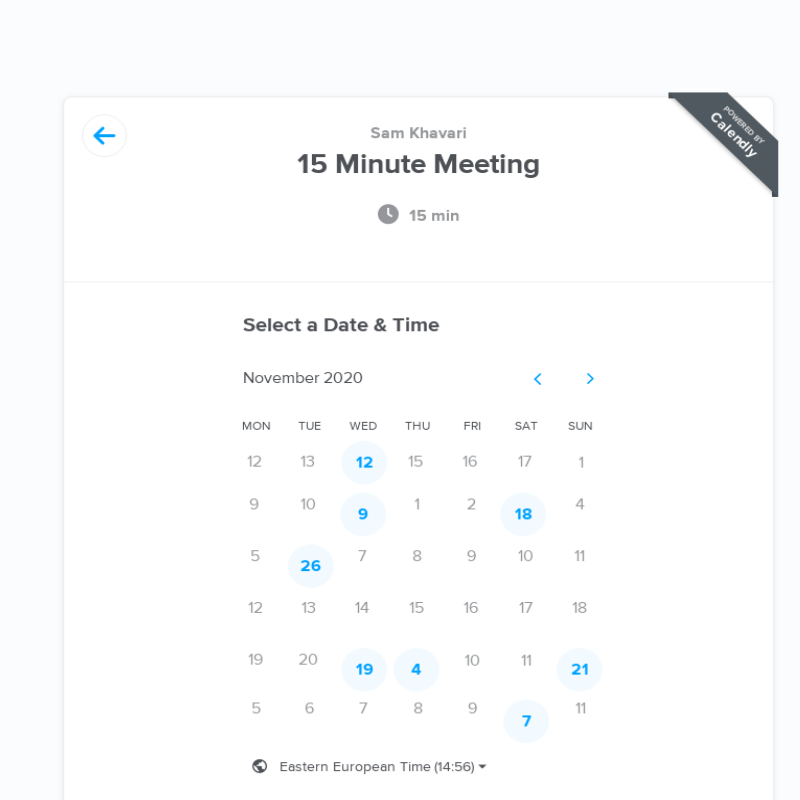 Sam Khavari
15 Minute Meeting
15 min
POWERED BY
Calendly
Select a Date & Time
November 2020
MON TUE WED THU FRI SAT SUN
12 13 12 15 16 17 1
9 10 9 1 2 18 4
5 26 7 8 9 10 11
12 13 14 15 16 17 18
19 20 19 4 10 11 21
5 6 7 8 9 7 11
Eastern European Time (14:56)